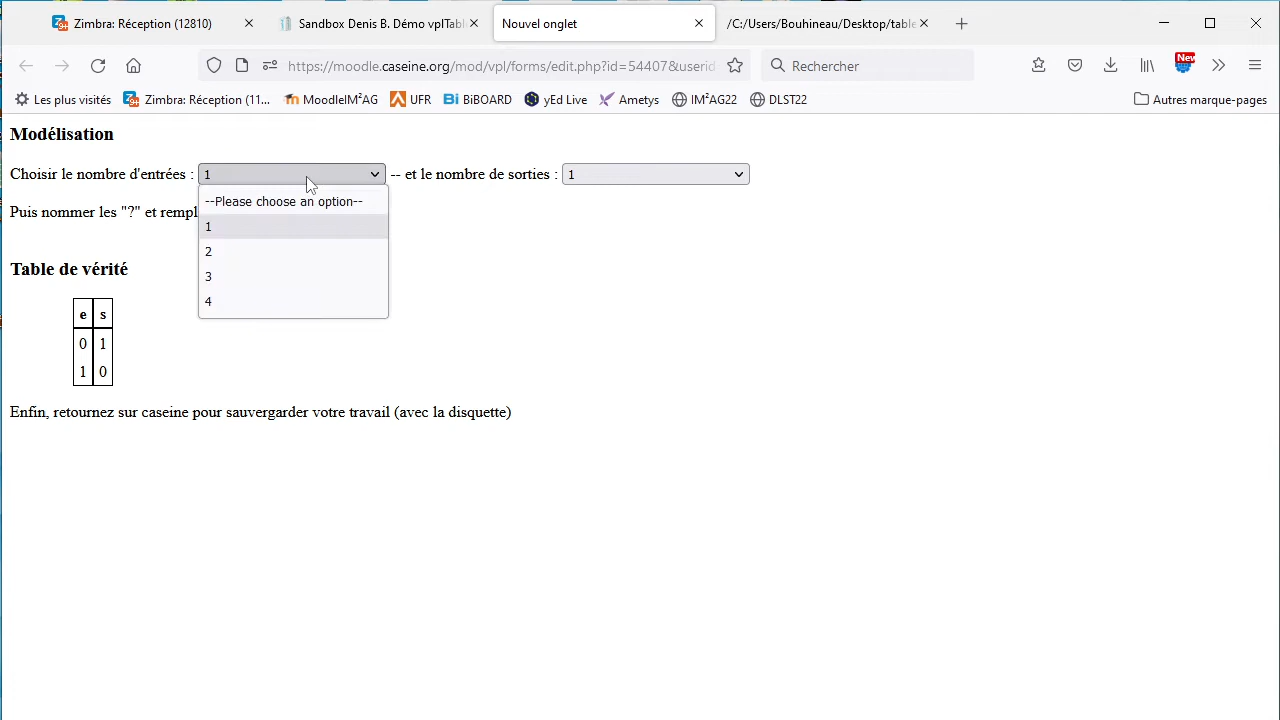 Zimbra: Réception (12810)
Sandbox Denis B. Démo vplTabl
Nouvel onglet
/C:/Users/Bouhineau/Desktop/table
https://moodle.caseine.org/mod/vpl/forms/edit.php?id=54407&userid
Rechercher
New
Les plus visités
Zimbra: Réception (11...
MoodleIM²AG
UFR
BiBOARD
yEd Live
Ametys
IM²AG22
DLST22
Autres marque-pages
Modélisation
Choisir le nombre d'entrées : 1 -- et le nombre de sorties : 1
--Please choose an option--
Puis nommer les "?" et rempl
1
2
3
4
Table de vérité
e s
0 1
1 0
Enfin, retournez sur caseine pour sauvergarder votre travail (avec la disquette)